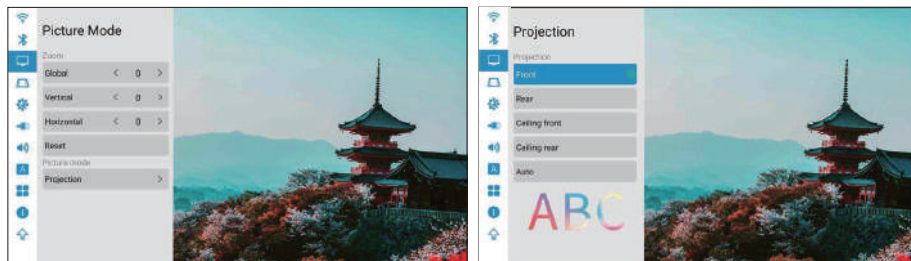 Picture Mode
Zoom
Global < 0 >
Vertical < 0 >
Horizontal < 0 >
Reset
Picture mode
Projection >
A
Projection
Projection
Front
Rear
Ceiling front
Ceiling rear
Auto
ABC
A